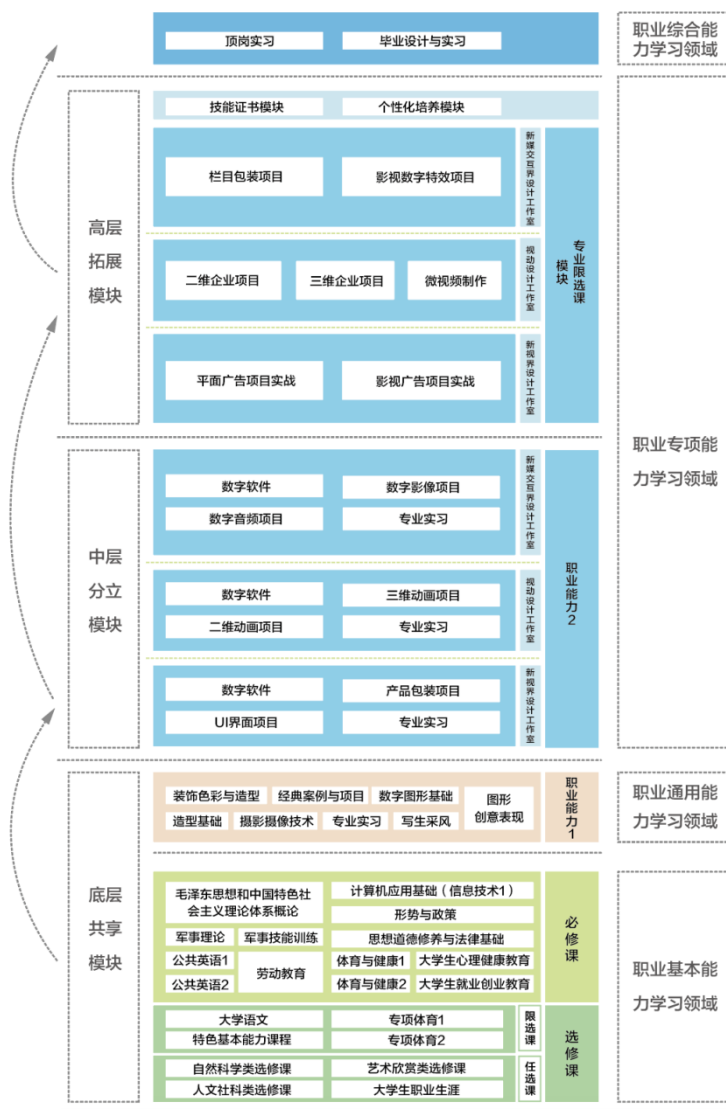 顶岗实习
毕业设计与实习
职业综合能
力学习领域
技能证书模块
个性化培养模块
高层
拓展
模块
栏目包装项目
影视数字特效项目
新媒交互界设计工作室
二维企业项目
三维企业项目
微视频制作
视动设计工作室
平面广告项目实战
影视广告项目实战
新视界设计工作室
专业限选课
模块
职业专项能
力学习领域
中层
分立
模块
数字软件
数字影像项目
数字音频项目
专业实习
新媒交互界设计工作室
数字软件
三维动画项目
二维动画项目
专业实习
视动设计工作室
数字软件
产品包装项目
UI界面项目
专业实习
新视界设计工作室
职业能力2
底层
共享
模块
装饰色彩与造型
经典案例与项目
数字图形基础
图形
创意表现
造型基础
摄影摄像技术
专业实习
写生采风
职业能力1
职业通用能
力学习领域
毛泽东思想和中国特色社
会主义理论体系概论
计算机应用基础（信息技术1）
形势与政策
军事理论
军事技能训练
思想道德修养与法律基础
公共英语1
劳动教育
体育与健康1
大学生心理健康教育
公共英语2
体育与健康2
大学生就业创业教育
必修课
职业基本能
力学习领域
大学语文
专项体育1
特色基本能力课程
专项体育2
限选课
自然科学类选修课
艺术欣赏类选修课
人文社科类选修课
大学生职业生涯
任选课
选修课